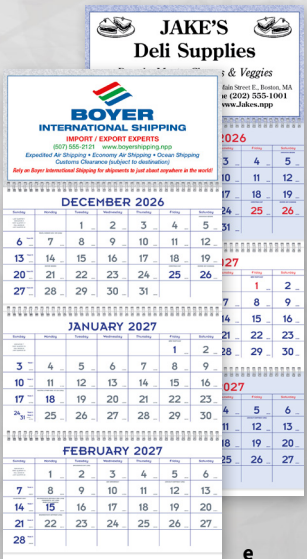 JAKE'S
Deli Supplies
& Veggies
Main Street E., Boston, MA
(202) 555-1001
www.Jakes.npp
BOYER
INTERNATIONAL SHIPPING
IMPORT / EXPORT EXPERTS
(507) 555-2121 www.boyershipping.npp
Expedited Air Shipping • Economy Air Shipping • Ocean Shipping
Customs Clearance (subject to destination)
Rely on Boyer International Shipping for shipments to just about anywhere in the world!
DECEMBER 2026
Sunday Monday Tuesday Wednesday Thursday Friday Saturday
1 2 3 4 5
6 7 8 9 10 11 12
13 14 15 16 17 18 19
20 21 22 23 24 25 26
27 28 29 30 31
JANUARY 2027
Sunday Monday Tuesday Wednesday Thursday Friday Saturday
1 2
3 4 5 6 7 8 9
10 11 12 13 14 15 16
17 18 19 20 21 22 23
24 31 25 26 27 28 29 30
FEBRUARY 2027
Sunday Monday Tuesday Wednesday Thursday Friday Saturday
1 2 3 4 5 6
7 8 9 10 11 12 13
14 15 16 17 18 19 20
21 22 23 24 25 26 27
28
2026
Friday Saturday
3 4 5
10 11 12
17 18 19
24 25 26
31
27
Friday Saturday
1 2
7 8 9
14 15 16
21 22 23
28 29 30
027
Friday Saturday
4 5 6
11 12 13
18 19 20
25 26 27
e